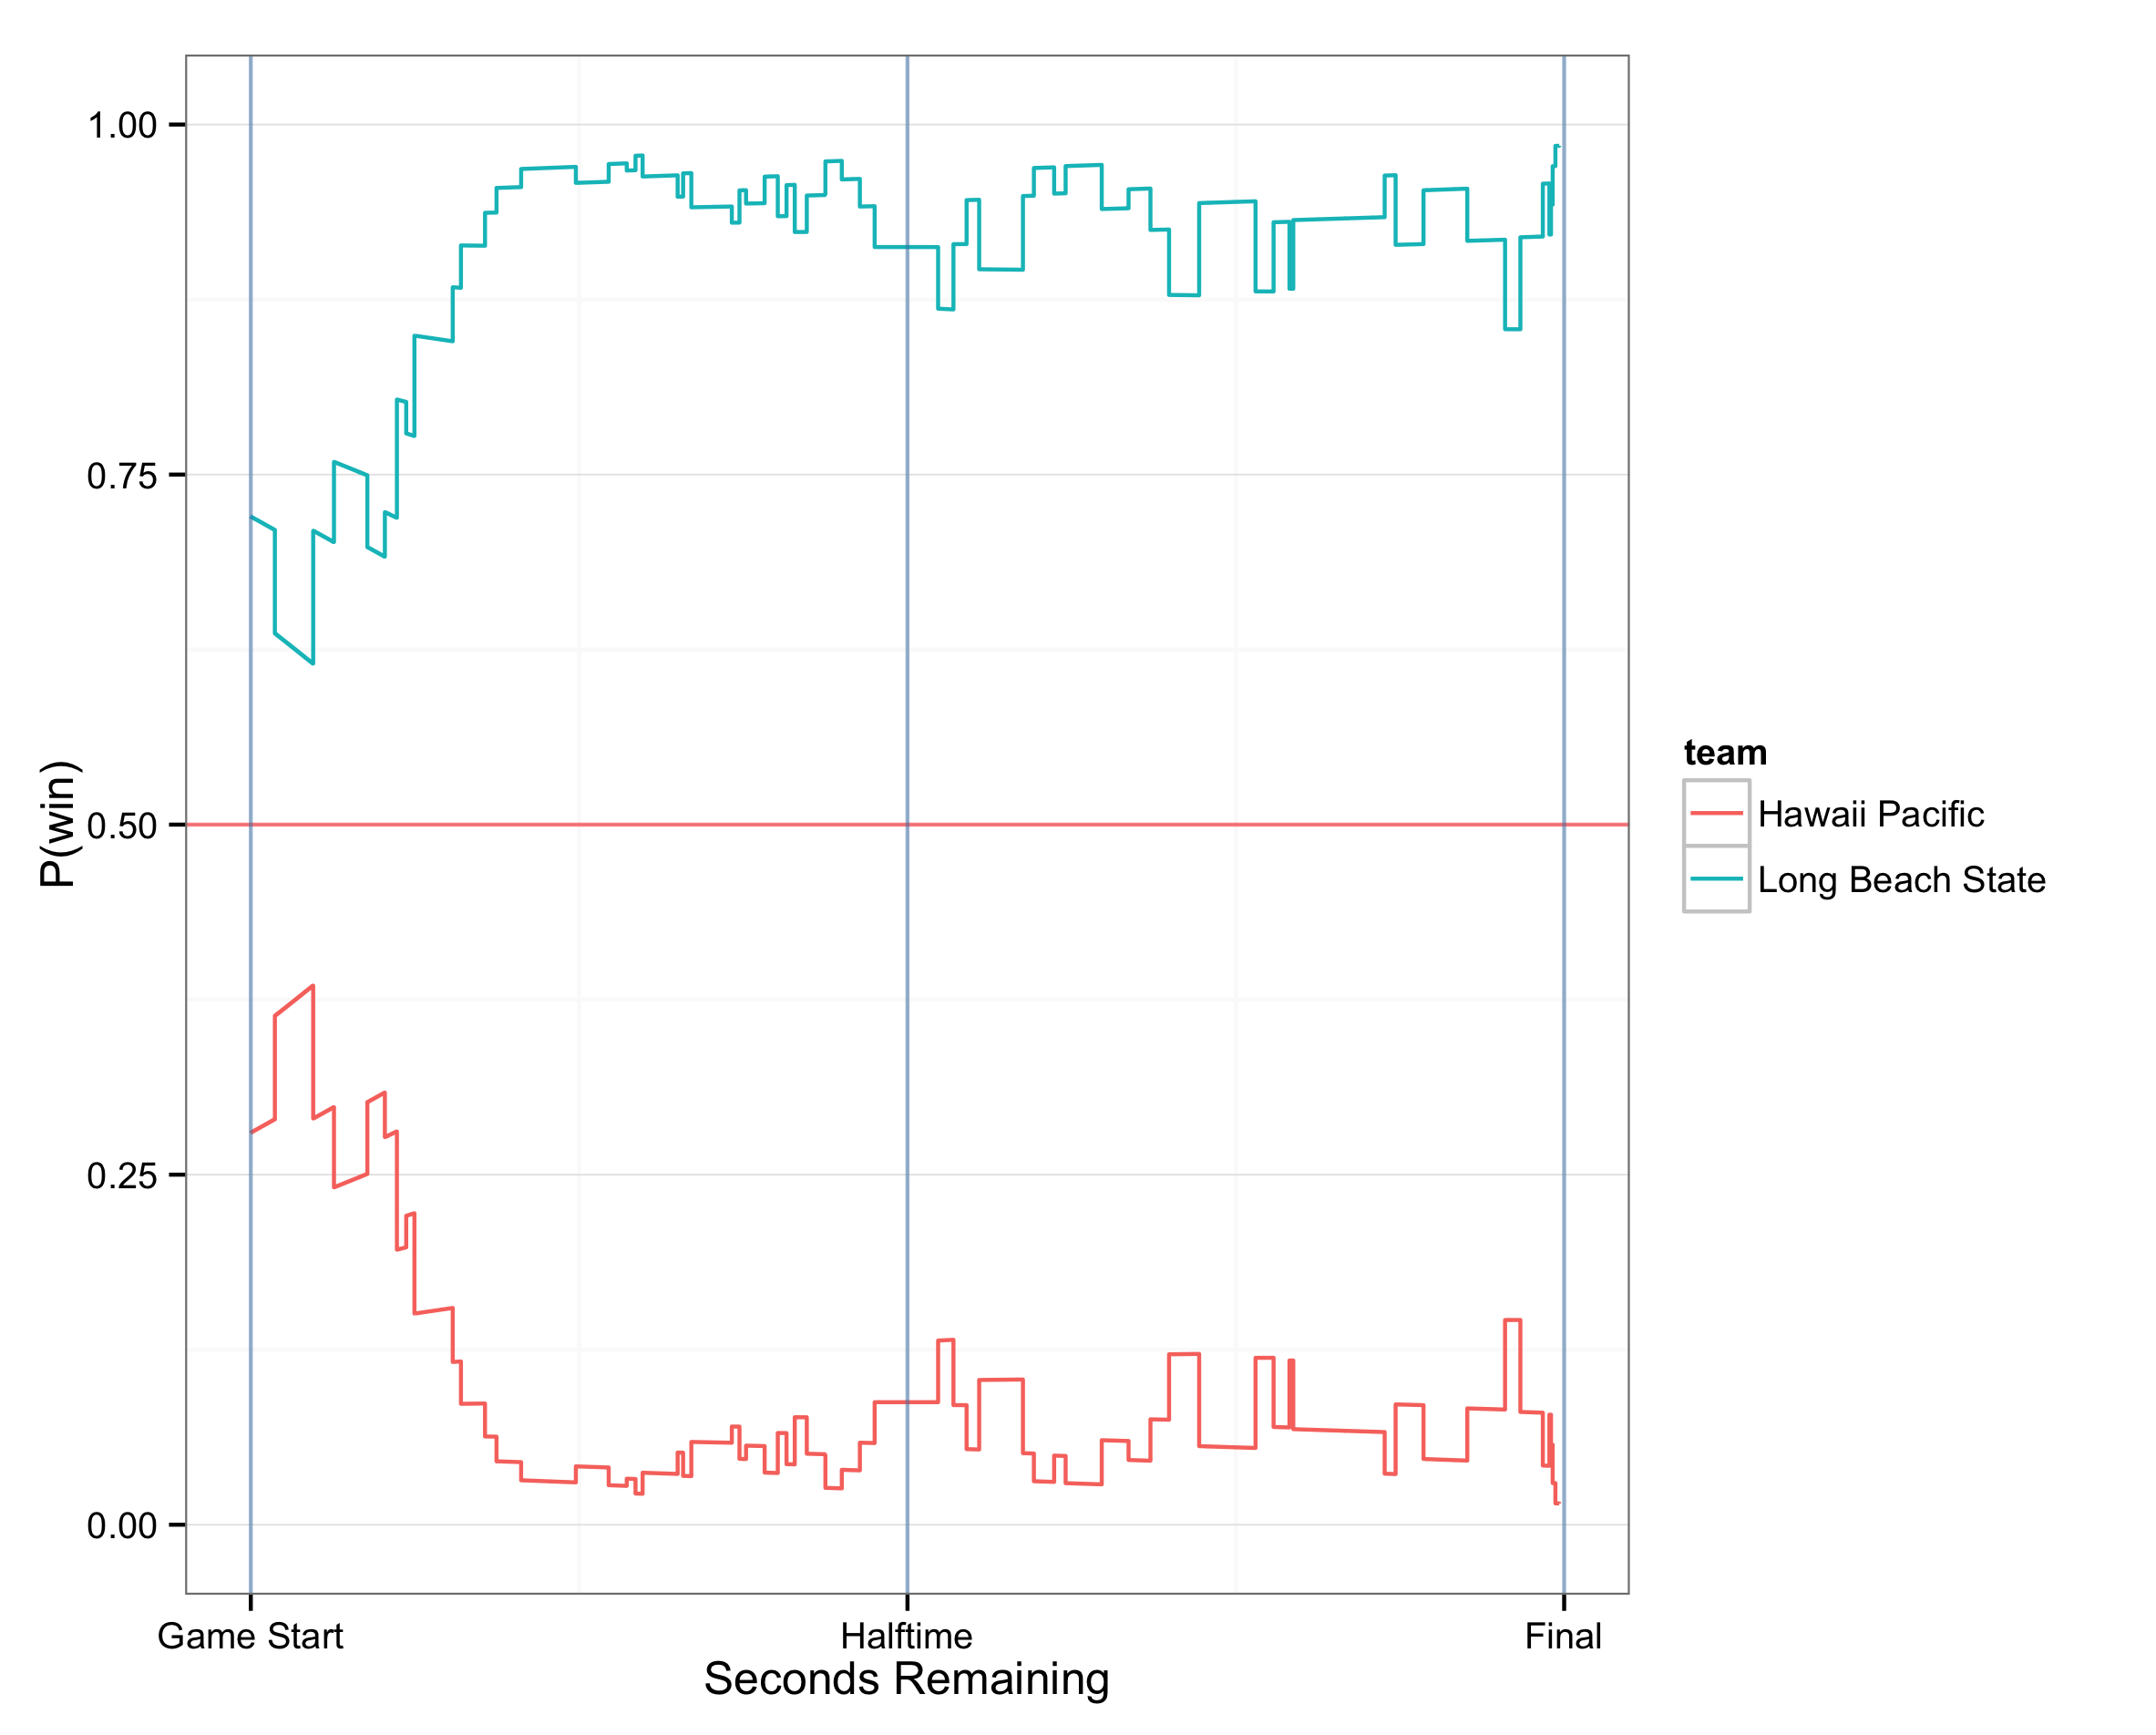 1.00
0.75
0.50
0.25
0.00
P(win)
Game Start
Halftime
Final
Seconds Remaining
team
Hawaii Pacific
Long Beach State